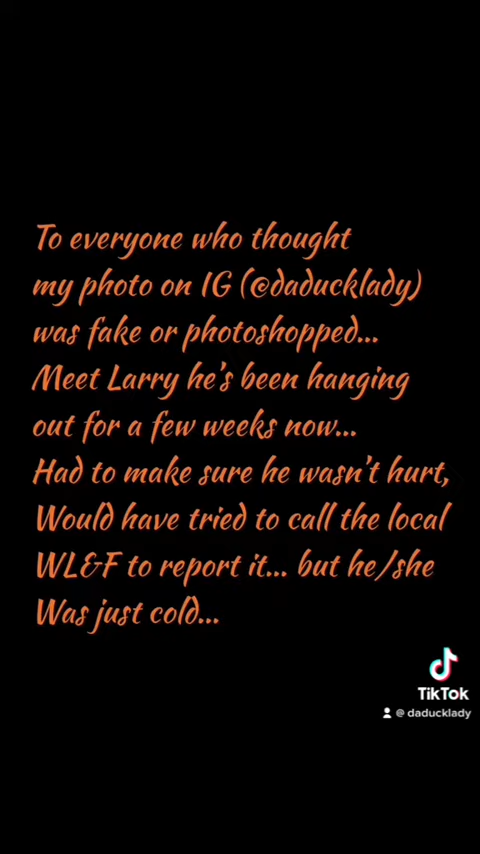 To everyone who thought
my photo on IG (@daducklady)
was fake or photoshopped...
Meet Larry he's been hanging
out for a few weeks now...
Had to make sure he wasn't hurt,
Would have tried to call the local
WL&F to report it... but he/she
Was just cold...
TikTok
@ daducklady